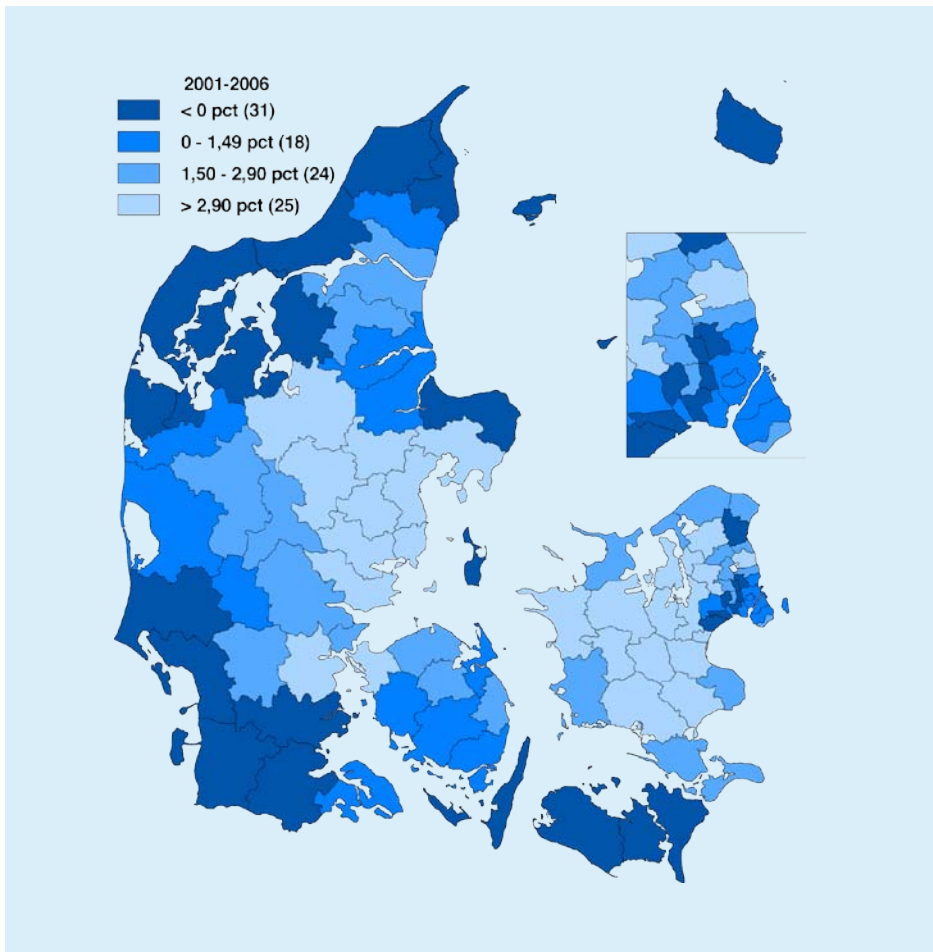 2001-2006
< 0 pct (31)
0 - 1,49 pct (18)
1,50 - 2,90 pct (24)
> 2,90 pct (25)